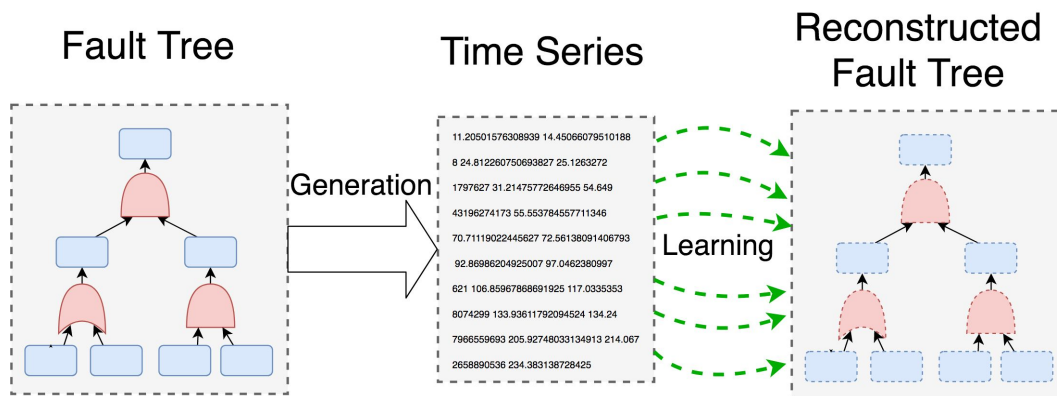 Fault Tree
Time Series
Reconstructed
Fault Tree
Generation
11.20501576308939 14.45066079510188
8 24.812260750693827 25.1263272
1797627 31.21475772646955 54.649
43196274173 55.553784557711346
70.71119022445627 72.56138091406793
92.86986204925007 97.0462380997
621 106.85967868691925 117.0335353
8074299 133.93611792094524 134.24
7966559693 205.92748033134913 214.067
2658890536 234.383138728425
Learning